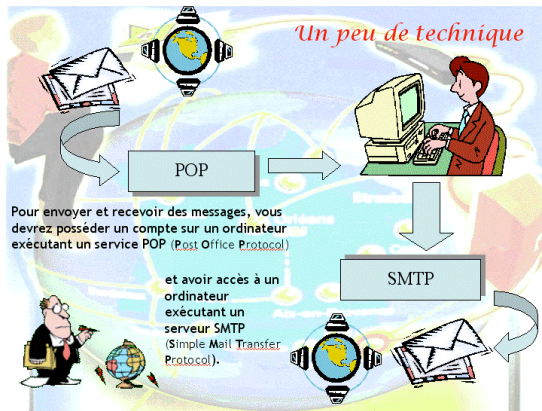 Un peu de technique
POP
Pour envoyer et recevoir des messages, vous
devrez posséder un compte sur un ordinateur
exécutant un service POP (Post Office Protocol)
SMTP
et avoir accès à un
ordinateur
exécutant un
serveur SMTP
(Simple Mail Transfer
Protocol).